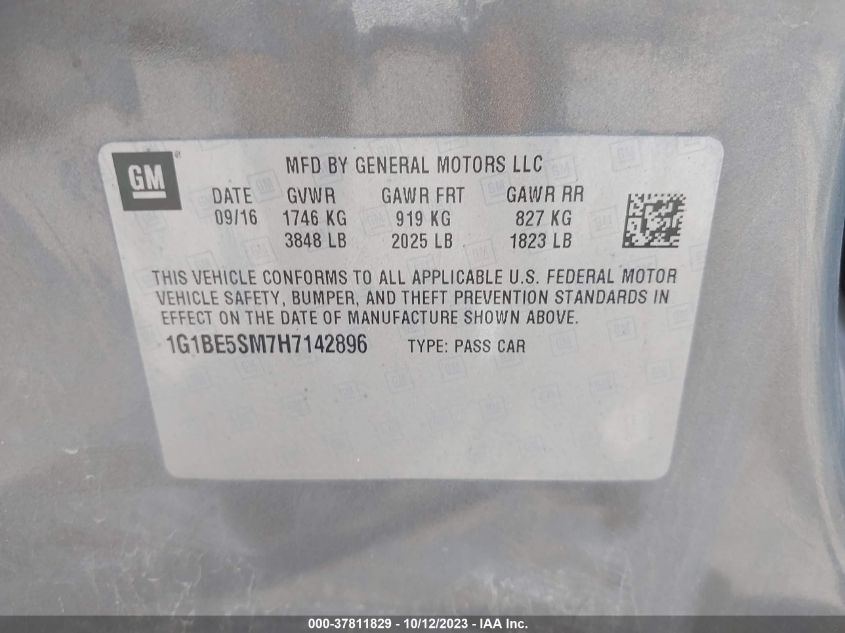 GM
MFD BY GENERAL MOTORS LLC
DATE GVWR GAWR FRT GAWR RR
09/16 1746 KG 919 KG 827 KG
3848 LB 2025 LB 1823 LB
THIS VEHICLE CONFORMS TO ALL APPLICABLE U.S. FEDERAL MOTOR
VEHICLE SAFETY, BUMPER, AND THEFT PREVENTION STANDARDS IN
EFFECT ON THE DATE OF MANUFACTURE SHOWN ABOVE.
1G1BE5SM7H7142896 TYPE: PASS CAR
000-37811829 - 10/12/2023 - IAA Inc.